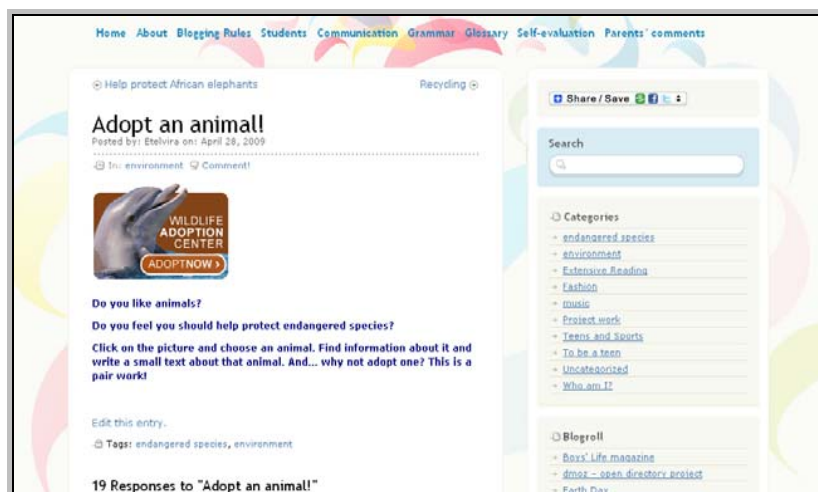 Home About Blogging Rules Students Communication Grammar Glossary Self-evaluation Parents' comments
Help protect African elephants
Recycling
Adopt an animal!
Posted by: Etelvira on: April 28, 2009
In: environment Comment!
WILDLIFE
ADOPTION
CENTER
ADOPTNOW ›
Do you like animals?
Do you feel you should help protect endangered species?
Click on the picture and choose an animal. Find information about it and
write a small text about that animal. And... why not adopt one? This is a
pair work!
Edit this entry.
Tags: endangered species, environment
19 Responses to "Adopt an animal!"
Share / Save
Search
Categories
endangered species
environment
Extensive Reading
Fashion
music
Project work
Teens and Sports
To be a teen
Uncategorized
Who am I?
Blogroll
Boys' Life magazine
dmoz - open directory project
Earth Day